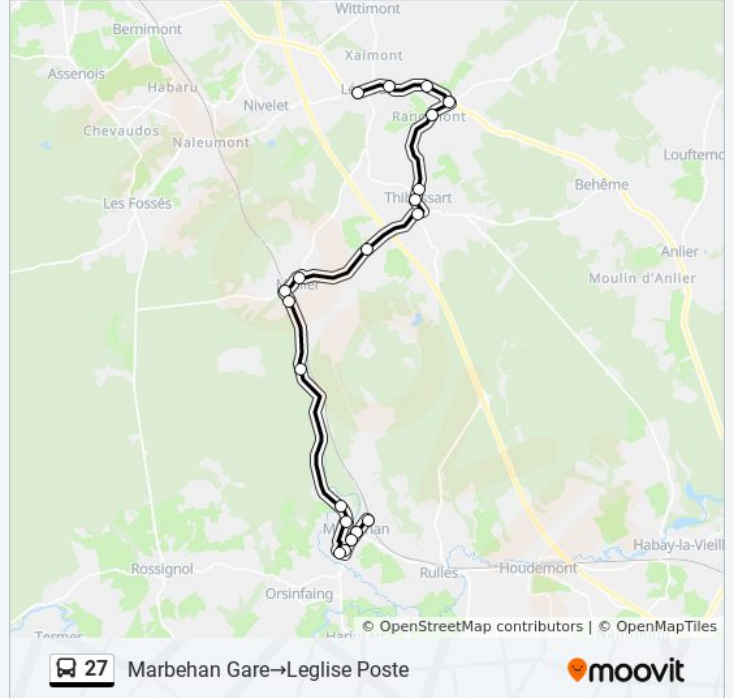 Wittimont
Bernimont
Xaimont
Assenois
Habaru
Nivelet
Chevaudos
Naleumont
Louftemc
Behême
Les Fossés
Anlier
Moulin d'Anlier
Habay-la-Vieill
Rossignol
Rulles
Houdemont
Orsinfaing
© OpenStreetMap contributors | © OpenMapTiles
27 Marbehan Gare→Leglise Poste
moovit